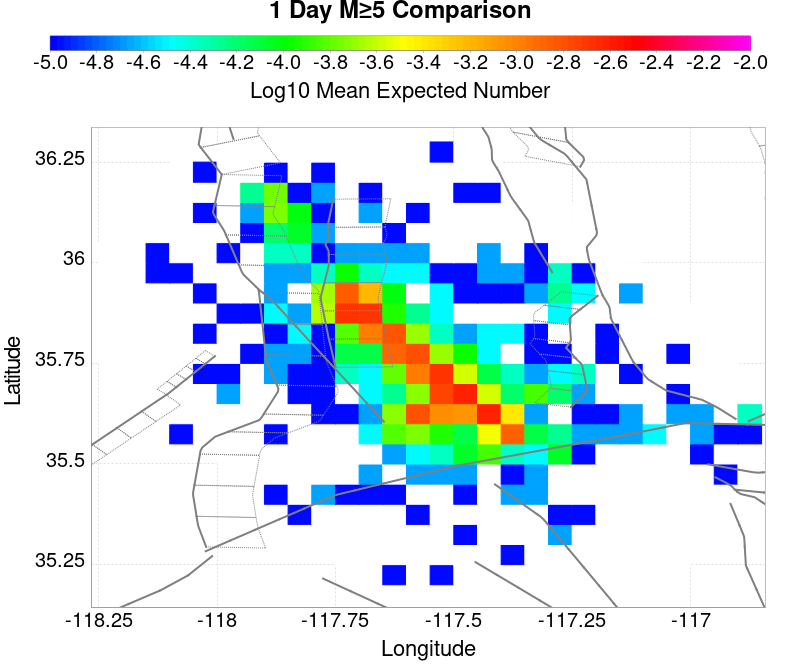 1 Day M≥5 Comparison
-5.0 -4.8 -4.6 -4.4 -4.2 -4.0 -3.8 -3.6 -3.4 -3.2 -3.0 -2.8 -2.6 -2.4 -2.2 -2.0
Log10 Mean Expected Number
36.25
36
35.75
35.5
35.25
Latitude
-118.25 -118 -117.75 -117.5 -117.25 -117
Longitude